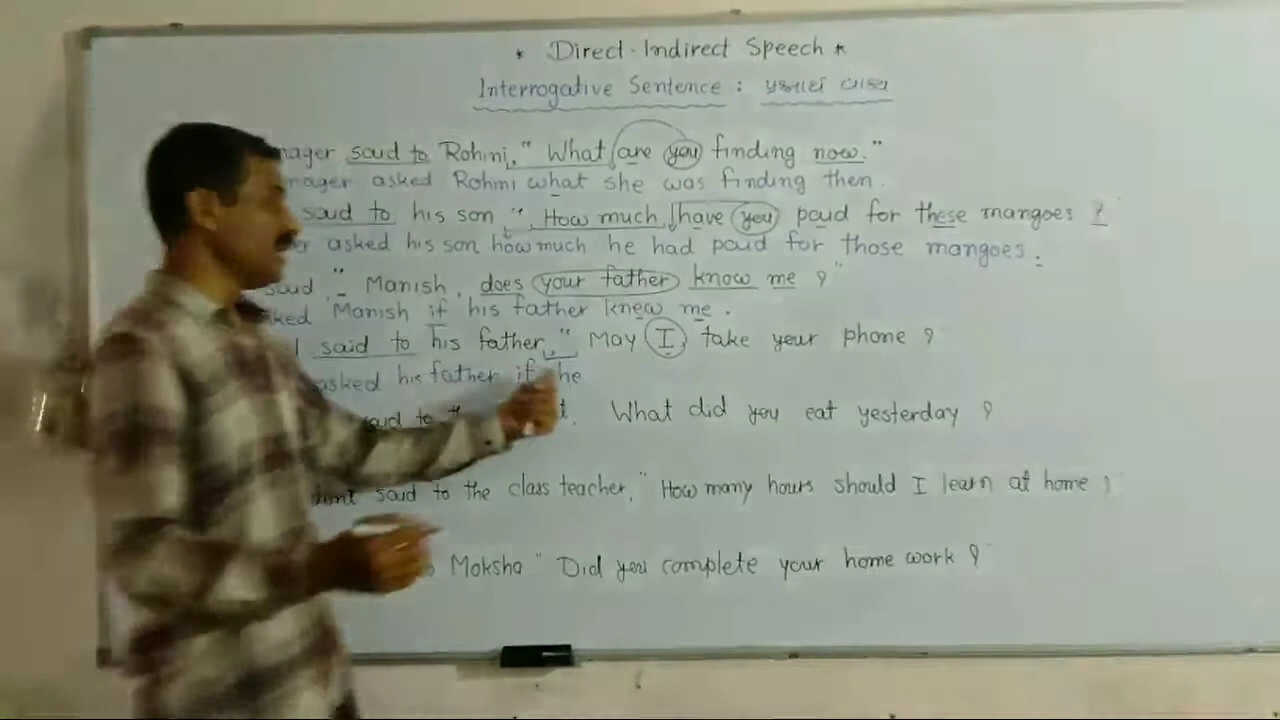 * Direct-Indirect Speech *
Interrogative Sentence : પ્રશ્નાર્થ વાક્ય
nager said to Rohini, " What are you finding now."
nager asked Rohini what she was finding then.
said to his son " How much have you paid for these mangoes ?
asked his son how much he had paid for those mangoes.
said, " Manish, does your father know me ?"
ked Manish if his father knew me.
said to his father, " May I take your phone ?
asked his father if he
said to What did you eat yesterday ?
dent said to the class teacher, " How many hours should I learn at home ?"
Moksha " Did you complete your home work ?"